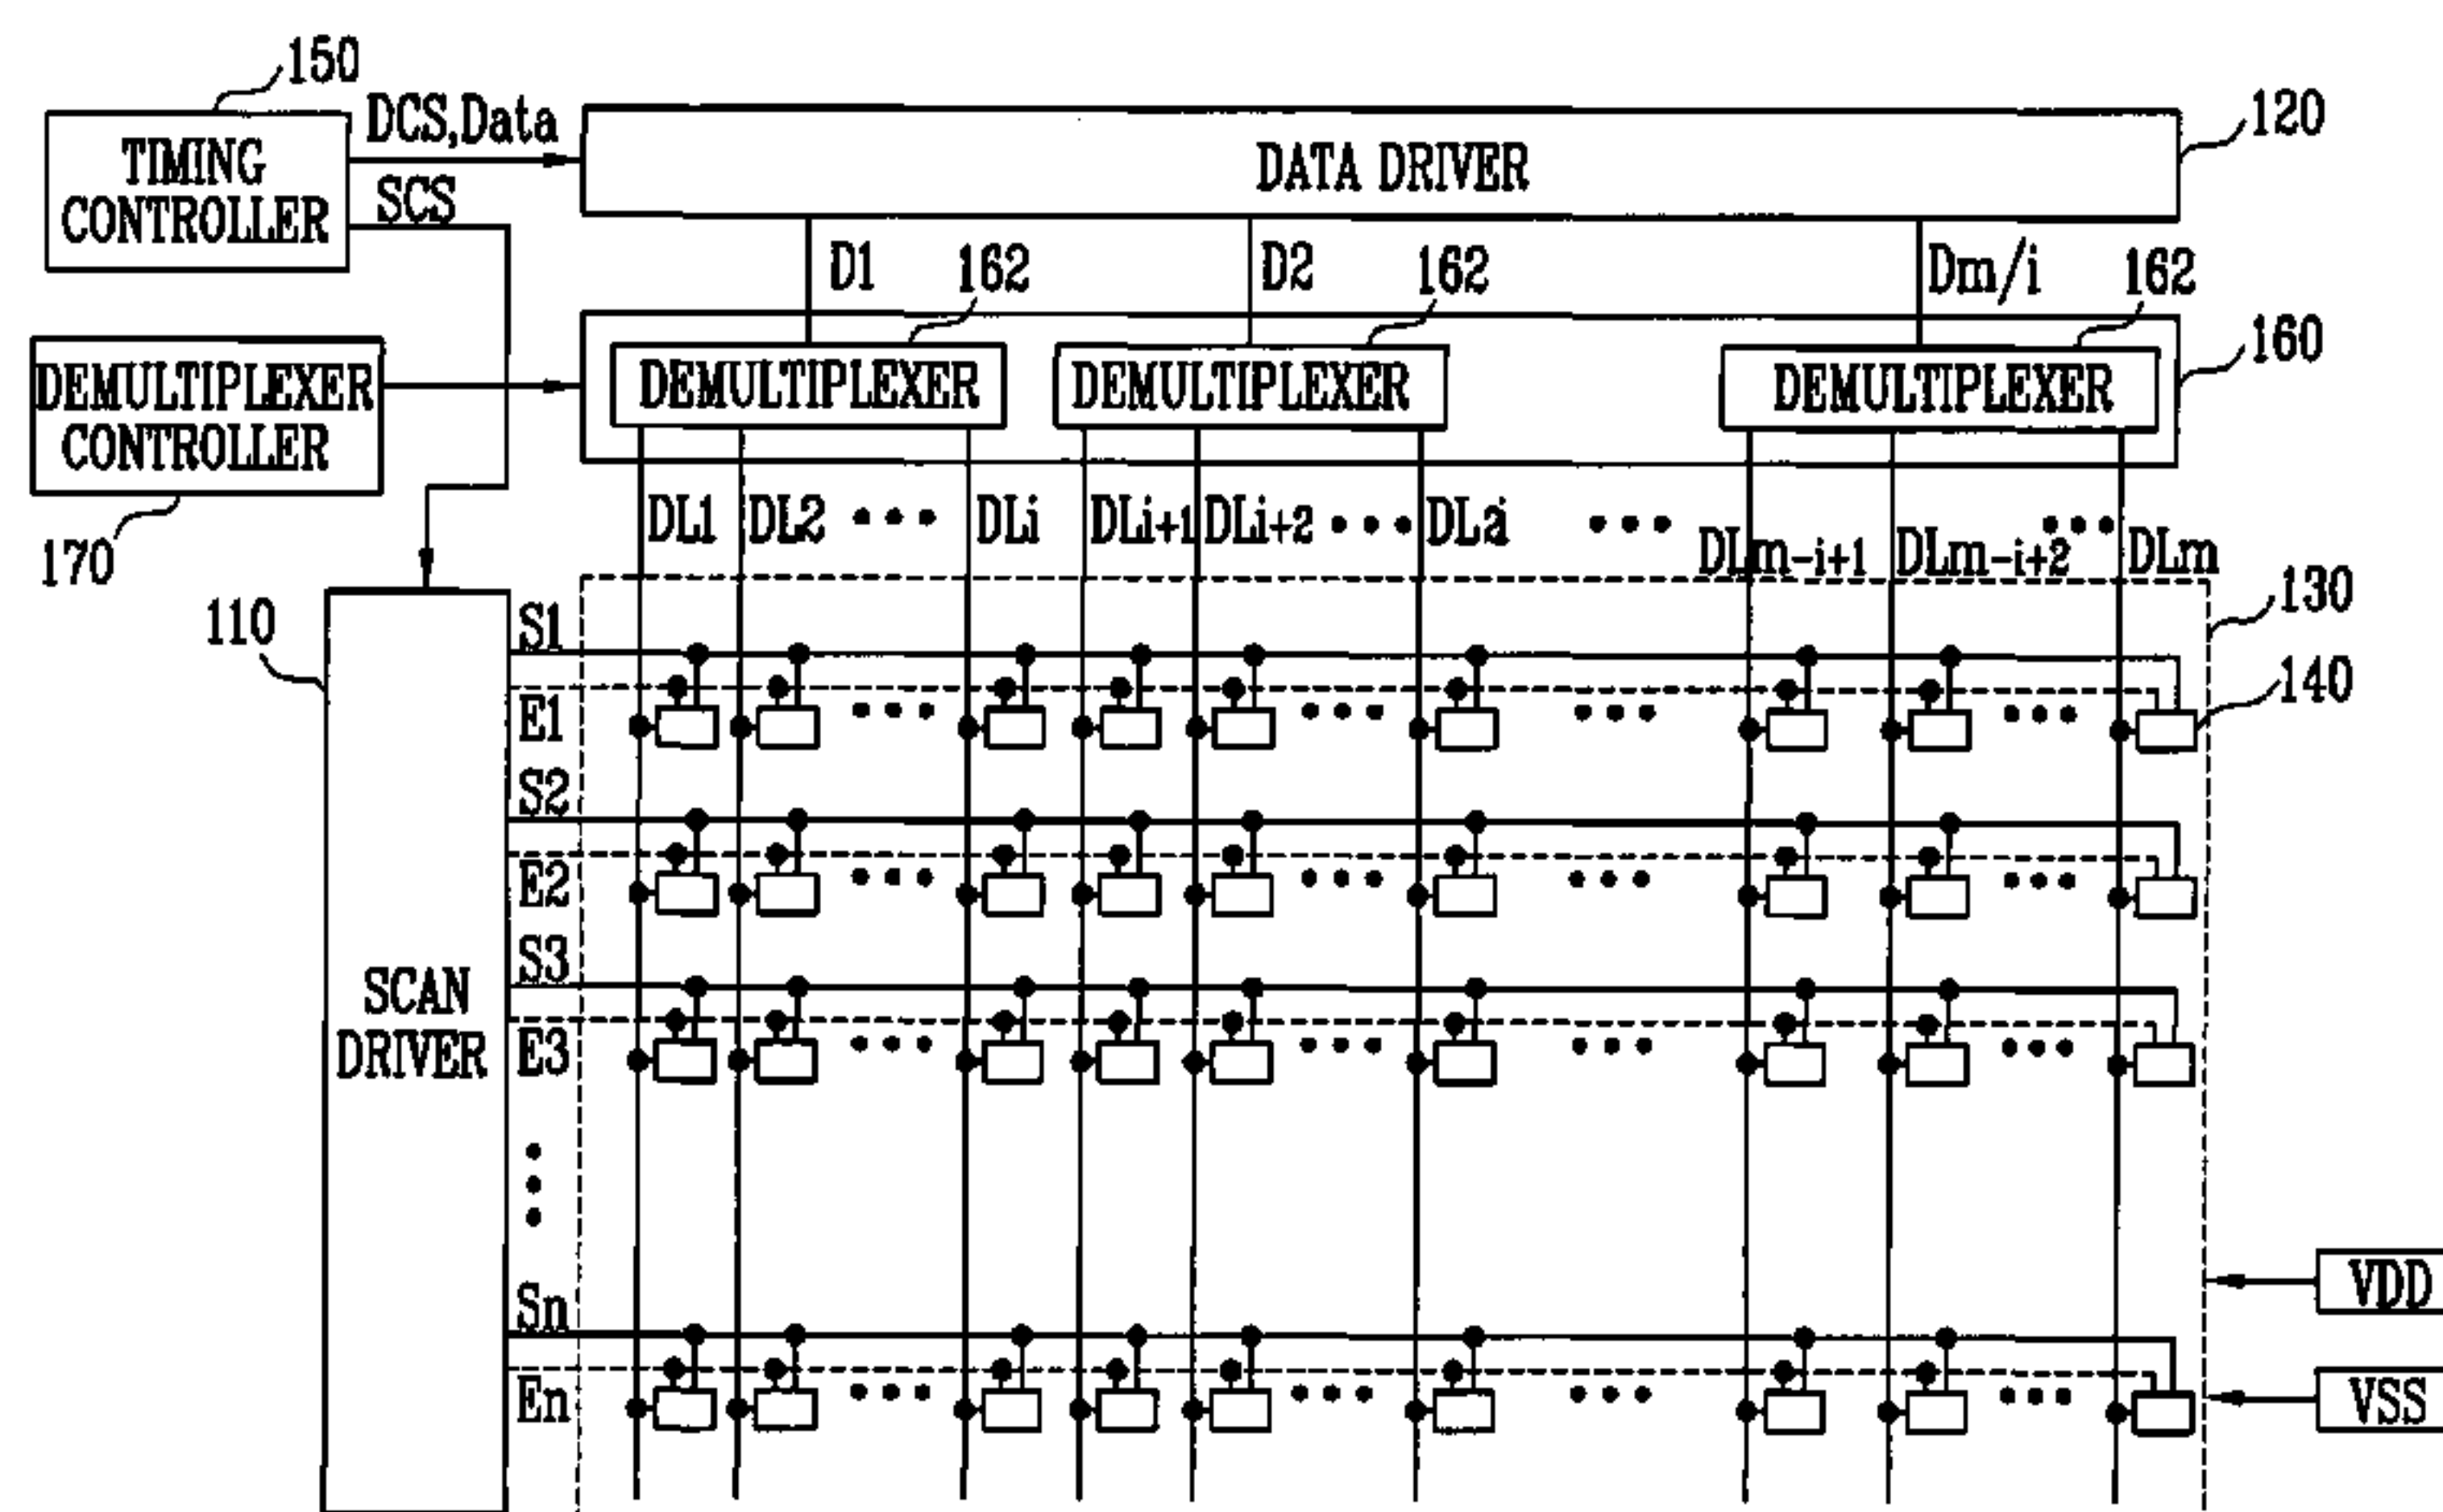 150
DCS,Data
120
TIMING
CONTROLLER
DATA DRIVER
SCS
D1
162
D2
162
Dm/i
162
160
DEMULTIPLEXER
CONTROLLER
DEMULTIPLEXER
DEMULTIPLEXER
DEMULTIPLEXER
170
DL1
DL2
DLi
DLi+1
DLi+2
DLm-i+1
DLm-i+2
DLm
130
110
S1
140
E1
S2
E2
S3
SCAN
DRIVER
E3
Sn
VDD
En
VSS